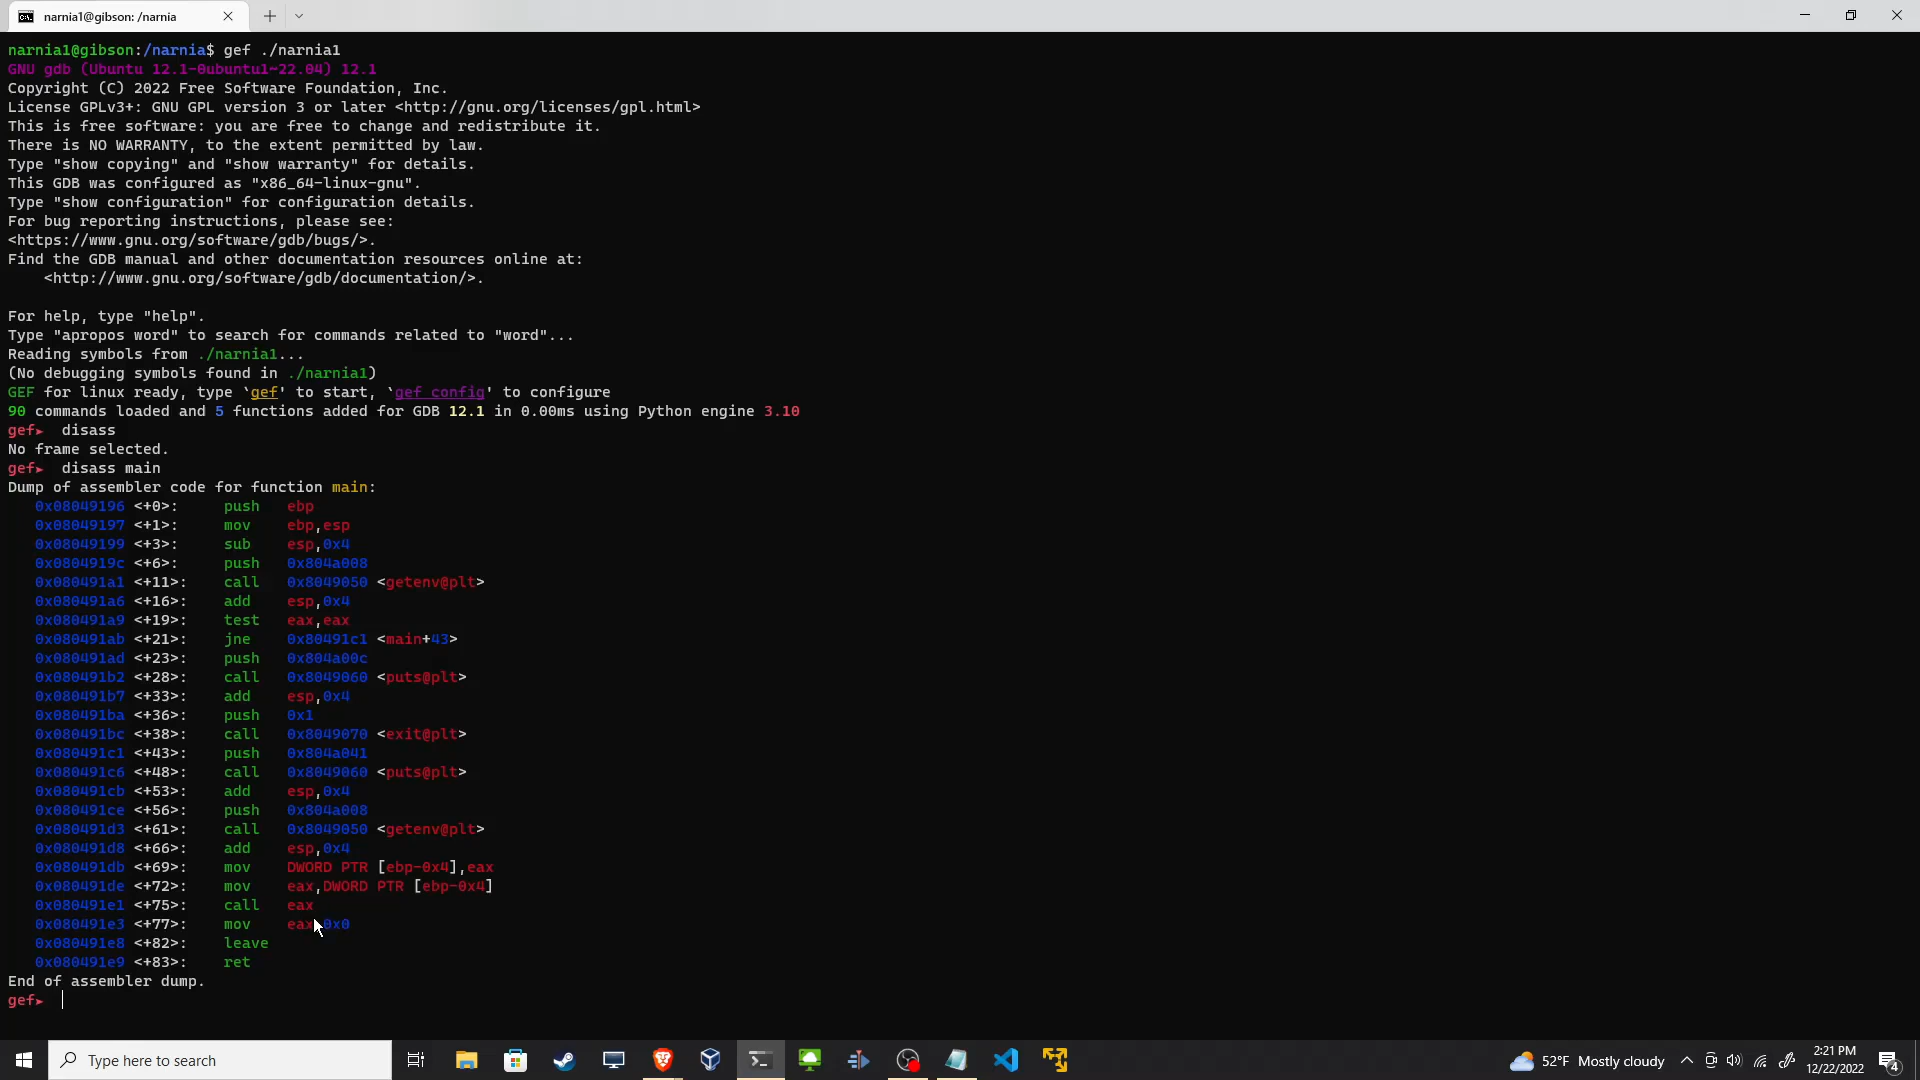 narnia1@gibson: /narnia
narnia1@gibson:/narnia$ gef ./narnia1
GNU gdb (Ubuntu 12.1-0ubuntu1~22.04) 12.1
Copyright (C) 2022 Free Software Foundation, Inc.
License GPLv3+: GNU GPL version 3 or later <http://gnu.org/licenses/gpl.html>
This is free software: you are free to change and redistribute it.
There is NO WARRANTY, to the extent permitted by law.
Type "show copying" and "show warranty" for details.
This GDB was configured as "x86_64-linux-gnu".
Type "show configuration" for configuration details.
For bug reporting instructions, please see:
<https://www.gnu.org/software/gdb/bugs/>.
Find the GDB manual and other documentation resources online at:
    <http://www.gnu.org/software/gdb/documentation/>.
For help, type "help".
Type "apropos word" to search for commands related to "word"...
Reading symbols from ./narnia1...
(No debugging symbols found in ./narnia1)
GEF for linux ready, type `gef' to start, `gef config' to configure
90 commands loaded and 5 functions added for GDB 12.1 in 0.00ms using Python engine 3.10
gef▸  disass
No frame selected.
gef▸  disass main
Dump of assembler code for function main:
   0x08049196 <+0>:     push   ebp
   0x08049197 <+1>:     mov    ebp,esp
   0x08049199 <+3>:     sub    esp,0x4
   0x0804919c <+6>:     push   0x804a008
   0x080491a1 <+11>:    call   0x8049050 <getenv@plt>
   0x080491a6 <+16>:    add    esp,0x4
   0x080491a9 <+19>:    test   eax,eax
   0x080491ab <+21>:    jne    0x80491c1 <main+43>
   0x080491ad <+23>:    push   0x804a00c
   0x080491b2 <+28>:    call   0x8049060 <puts@plt>
   0x080491b7 <+33>:    add    esp,0x4
   0x080491ba <+36>:    push   0x1
   0x080491bc <+38>:    call   0x8049070 <exit@plt>
   0x080491c1 <+43>:    push   0x804a041
   0x080491c6 <+48>:    call   0x8049060 <puts@plt>
   0x080491cb <+53>:    add    esp,0x4
   0x080491ce <+56>:    push   0x804a008
   0x080491d3 <+61>:    call   0x8049050 <getenv@plt>
   0x080491d8 <+66>:    add    esp,0x4
   0x080491db <+69>:    mov    DWORD PTR [ebp-0x4],eax
   0x080491de <+72>:    mov    eax,DWORD PTR [ebp-0x4]
   0x080491e1 <+75>:    call   eax
   0x080491e3 <+77>:    mov    eax,0x0
   0x080491e8 <+82>:    leave
   0x080491e9 <+83>:    ret
End of assembler dump.
gef▸
Type here to search
52°F Mostly cloudy
2:21 PM
12/22/2022
4